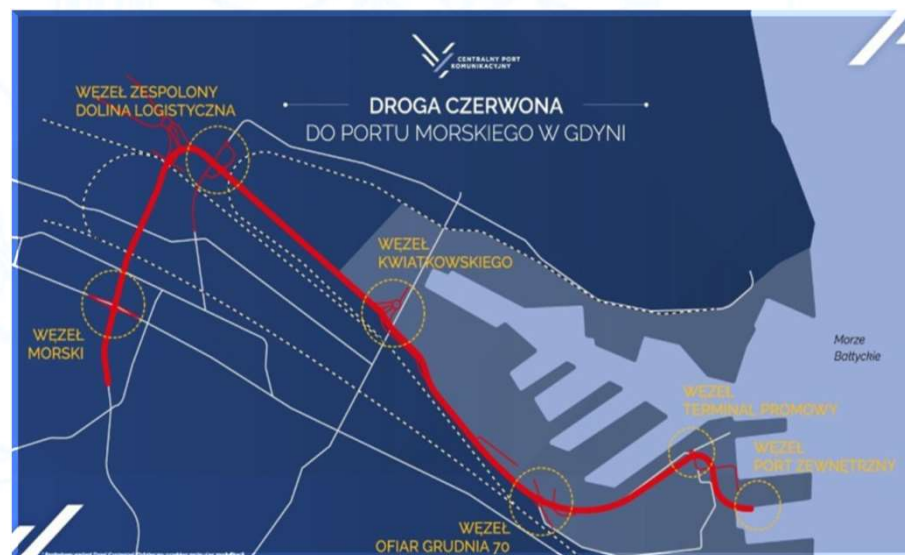 CENTRALNY PORT
KOMUNIKACYJNY
DROGA CZERWONA
DO PORTU MORSKIEGO W GDYNI
WĘZEŁ ZESPOLONY
DOLINA LOGISTYCZNA
WĘZEŁ
KWIATKOWSKIEGO
WĘZEŁ
MORSKI
Morze
Bałtyckie
WĘZEŁ
TERMINAL PROMOWY
WĘZEŁ
PORT ZEWNĘTRZNY
WĘZEŁ
OFIAR GRUDNIA 70